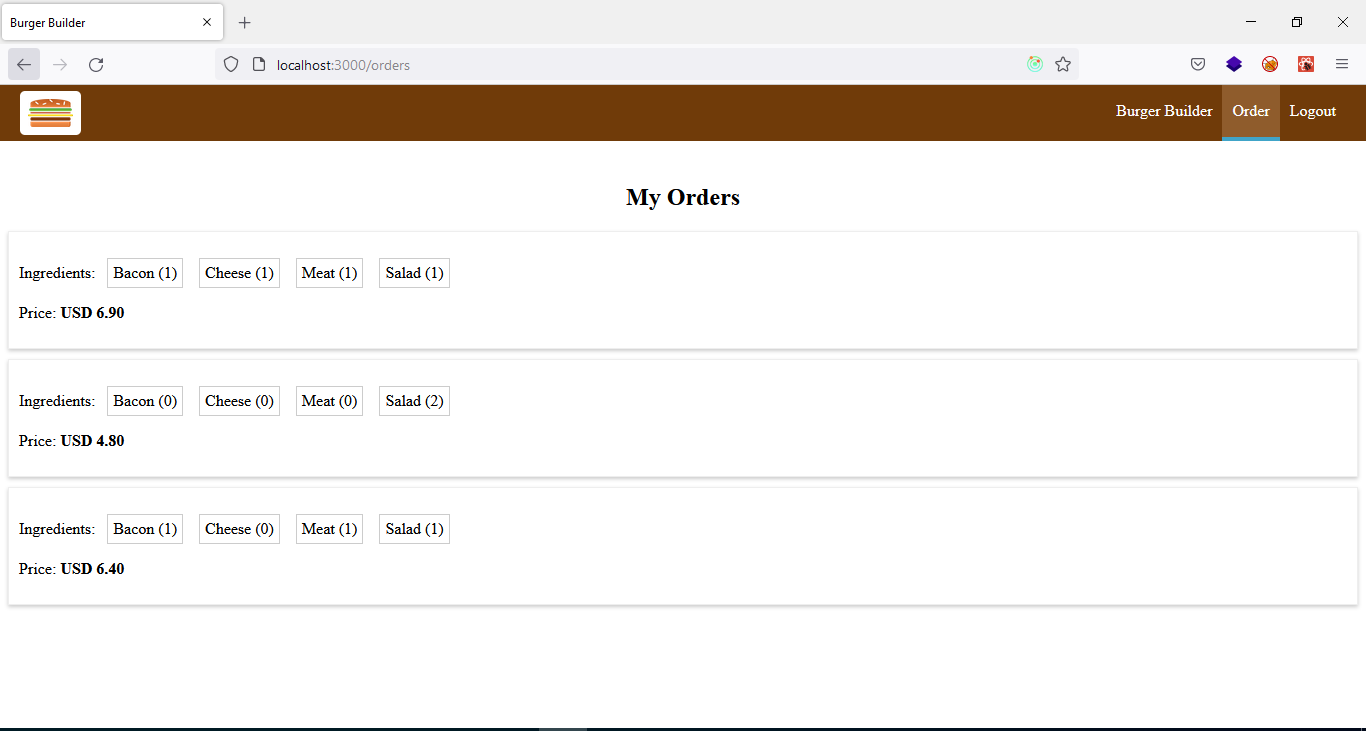 Burger Builder
localhost:3000/orders
Burger Builder Order Logout
My Orders
Ingredients: Bacon (1) Cheese (1) Meat (1) Salad (1)
Price: USD 6.90
Ingredients: Bacon (0) Cheese (0) Meat (0) Salad (2)
Price: USD 4.80
Ingredients: Bacon (1) Cheese (0) Meat (1) Salad (1)
Price: USD 6.40